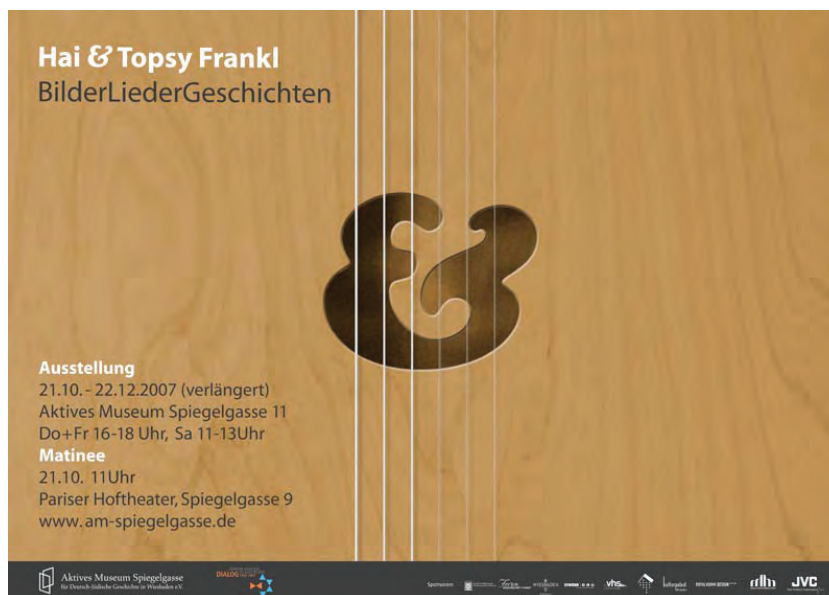 Hai & Topsy Frankl
BilderLiederGeschichten
&
Ausstellung
21.10. - 22.12.2007 (verlängert)
Aktives Museum Spiegelgasse 11
Do+Fr 16-18 Uhr, Sa 11-13Uhr
Matinee
21.10. 11Uhr
Pariser Hoftheater, Spiegelgasse 9
www.am-spiegelgasse.de
Aktives Museum Spiegelgasse
für Deutsch-Jüdische Geschichte in Wiesbaden e.V.
DIALOG
Sponsoren
WIESBADEN
vhs
JVC